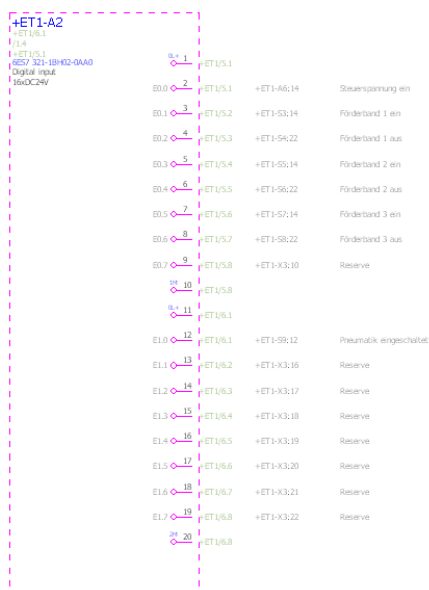 +ET1-A2
+ET1/6.1
/1.4
+ET1/5.1
6ES7 321-1BH02-0AA0
Digital input
16xDC24V
0L+ 1 +ET1/5.1
E0.0 2 +ET1/5.1 +ET1-A6:14 Steuerspannung ein
E0.1 3 +ET1/5.2 +ET1-S3:14 Förderband 1 ein
E0.2 4 +ET1/5.3 +ET1-S4:22 Förderband 1 aus
E0.3 5 +ET1/5.4 +ET1-S5:14 Förderband 2 ein
E0.4 6 +ET1/5.5 +ET1-S6:22 Förderband 2 aus
E0.5 7 +ET1/5.6 +ET1-S7:14 Förderband 3 ein
E0.6 8 +ET1/5.7 +ET1-S8:22 Förderband 3 aus
E0.7 9 +ET1/5.8 +ET1-X3:10 Reserve
1M 10 +ET1/5.8
0L+ 11 +ET1/6.1
E1.0 12 +ET1/6.1 +ET1-S9:12 Pneumatik eingeschaltet
E1.1 13 +ET1/6.2 +ET1-X3:16 Reserve
E1.2 14 +ET1/6.3 +ET1-X3:17 Reserve
E1.3 15 +ET1/6.4 +ET1-X3:18 Reserve
E1.4 16 +ET1/6.5 +ET1-X3:19 Reserve
E1.5 17 +ET1/6.6 +ET1-X3:20 Reserve
E1.6 18 +ET1/6.7 +ET1-X3:21 Reserve
E1.7 19 +ET1/6.8 +ET1-X3:22 Reserve
2M 20 +ET1/6.8